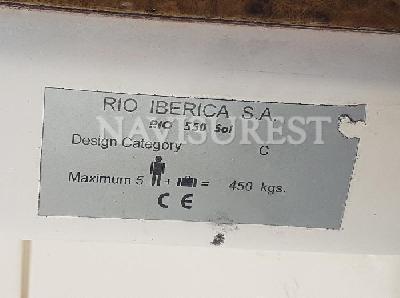 RIO IBERICA S.A.
NAVISUREST
RIO 550 Sol
Design Category C
Maximum 5 + = 450 kgs.
CE